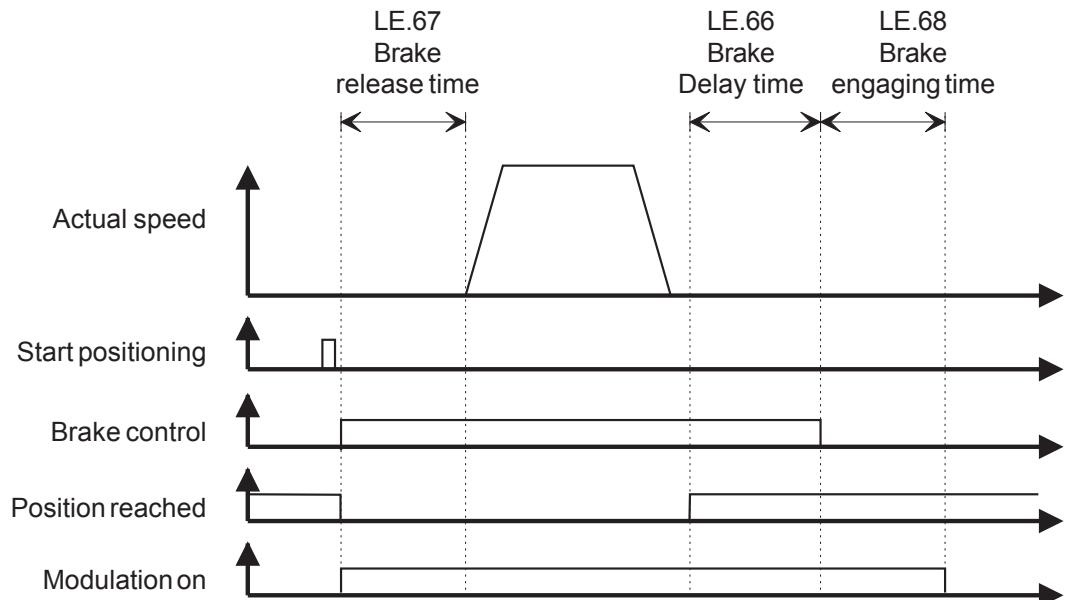 LE.67
Brake
release time
LE.66
Brake
Delay time
LE.68
Brake
engaging time
Actual speed
Start positioning
Brake control
Position reached
Modulation on